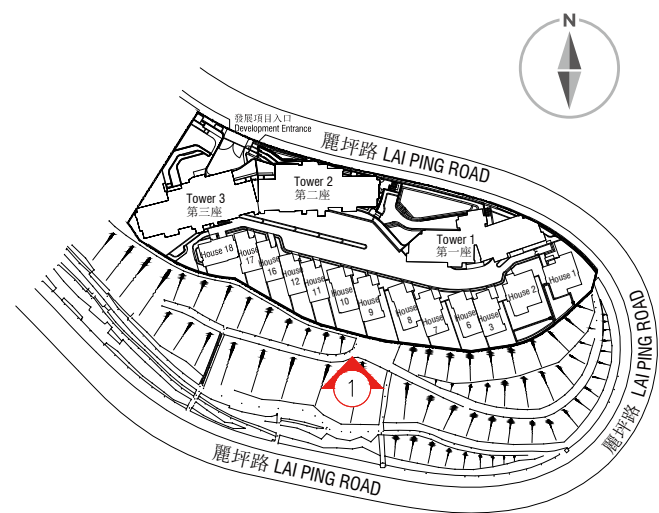 N
發展項目入口
Development Entrance
麗坪路 LAI PING ROAD
Tower 2
第二座
Tower 3
第三座
Tower 1
第一座
House 18
House
17
House
16
House
12
House
11
House
10
House
9
House
8
House
7
House
6
House
3
House 2
House 1
麗坪路 LAI PING ROAD
1
麗坪路 LAI PING ROAD